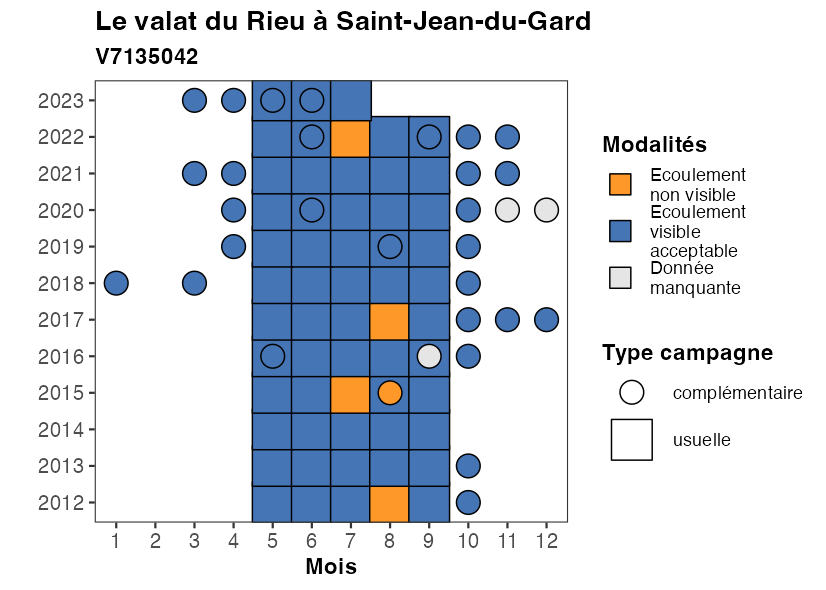 Le valat du Rieu à Saint-Jean-du-Gard
V7135042
2023
2022
2021
2020
2019
2018
2017
2016
2015
2014
2013
2012
1 2 3 4 5 6 7 8 9 10 11 12
Mois
Modalités
Ecoulement
non visible
Ecoulement
visible
acceptable
Donnée
manquante
Type campagne
complémentaire
usuelle